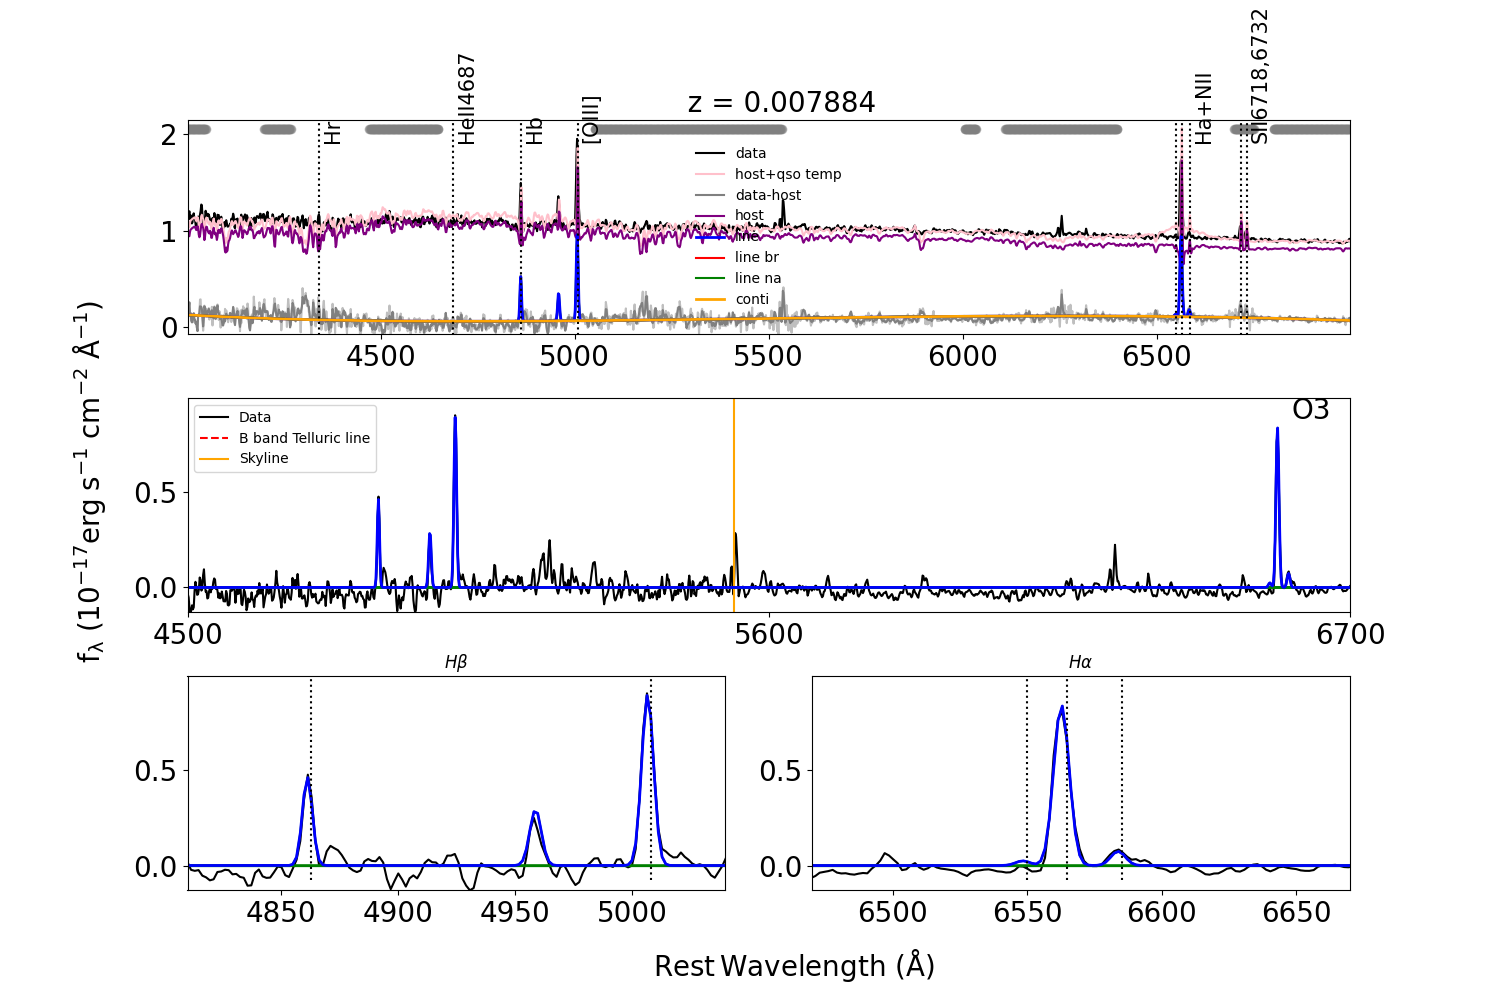 z = 0.007884
Hr
HeII4687
Hb
[OIII]
Ha+NII
SII6718,6732
2
1
0
data
host+qso temp
data-host
host
line
line br
line na
conti
4500 5000 5500 6000 6500
f_λ (10^{-17}erg s^{-1} cm^{-2} Å^{-1})
Data
B band Telluric line
Skyline
O3
0.5
0.0
4500 5600 6700
Hβ
0.5
0.0
4850 4900 4950 5000
Hα
0.5
0.0
6500 6550 6600 6650
Rest Wavelength (Å)